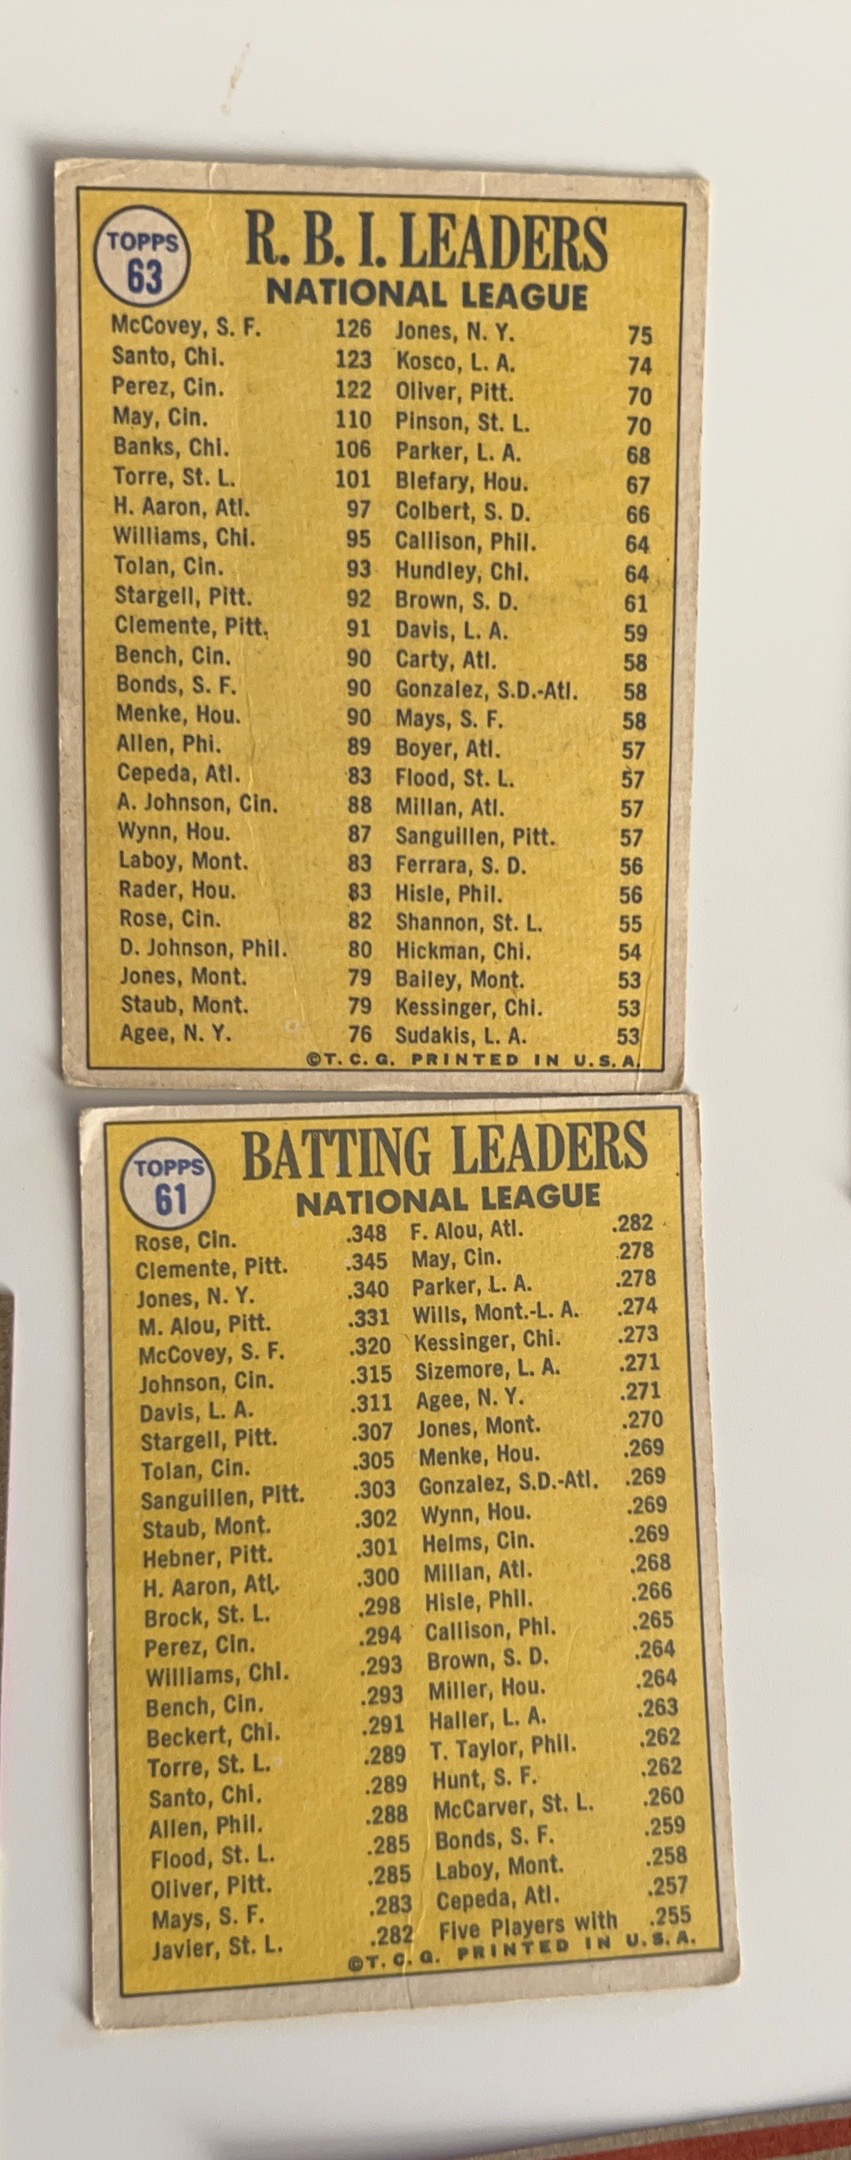 TOPPS
63
R. B. I. LEADERS
NATIONAL LEAGUE
McCovey, S. F. 126 Jones, N. Y. 75
Santo, Chi. 123 Kosco, L. A. 74
Perez, Cin. 122 Oliver, Pitt. 70
May, Cin. 110 Pinson, St. L. 70
Banks, Chi. 106 Parker, L. A. 68
Torre, St. L. 101 Blefary, Hou. 67
H. Aaron, Atl. 97 Colbert, S. D. 66
Williams, Chi. 95 Callison, Phil. 64
Tolan, Cin. 93 Hundley, Chi. 64
Stargell, Pitt. 92 Brown, S. D. 61
Clemente, Pitt. 91 Davis, L. A. 59
Bench, Cin. 90 Carty, Atl. 58
Bonds, S. F. 90 Gonzalez, S.D.-Atl. 58
Menke, Hou. 90 Mays, S. F. 58
Allen, Phi. 89 Boyer, Atl. 57
Cepeda, Atl. 83 Flood, St. L. 57
A. Johnson, Cin. 88 Millan, Atl. 57
Wynn, Hou. 87 Sanguillen, Pitt. 57
Laboy, Mont. 83 Ferrara, S. D. 56
Rader, Hou. 83 Hisle, Phil. 56
Rose, Cin. 82 Shannon, St. L. 55
D. Johnson, Phil. 80 Hickman, Chi. 54
Jones, Mont. 79 Bailey, Mont. 53
Staub, Mont. 79 Kessinger, Chi. 53
Agee, N. Y. 76 Sudakis, L. A. 53
©T. C. G. PRINTED IN U.S.A.
TOPPS
61
BATTING LEADERS
NATIONAL LEAGUE
Rose, Cin. .348 F. Alou, Atl. .282
Clemente, Pitt. .345 May, Cin. .278
Jones, N. Y. .340 Parker, L. A. .278
M. Alou, Pitt. .331 Wills, Mont.-L. A. .274
McCovey, S. F. .320 Kessinger, Chi. .273
Johnson, Cin. .315 Sizemore, L. A. .271
Davis, L. A. .311 Agee, N. Y. .271
Stargell, Pitt. .307 Jones, Mont. .270
Tolan, Cin. .305 Menke, Hou. .269
Sanguillen, Pitt. .303 Gonzalez, S.D.-Atl. .269
Staub, Mont. .302 Wynn, Hou. .269
Hebner, Pitt. .301 Helms, Cin. .269
H. Aaron, Atl. .300 Millan, Atl. .268
Brock, St. L. .298 Hisle, Phil. .266
Perez, Cin. .294 Callison, Phi. .265
Williams, Chi. .293 Brown, S. D. .264
Bench, Cin. .293 Miller, Hou. .264
Beckert, Chi. .291 Haller, L. A. .263
Torre, St. L. .289 T. Taylor, Phil. .262
Santo, Chi. .289 Hunt, S. F. .262
Allen, Phil. .288 McCarver, St. L. .260
Flood, St. L. .285 Bonds, S. F. .259
Oliver, Pitt. .285 Laboy, Mont. .258
Mays, S. F. .283 Cepeda, Atl. .257
Javier, St. L. .282 Five Players with .255
©T. C. G. PRINTED IN U.S.A.